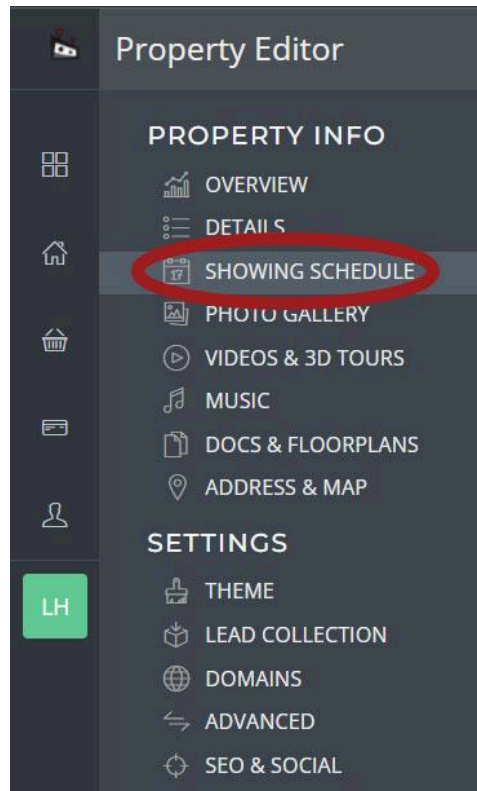 Property Editor
PROPERTY INFO
OVERVIEW
DETAILS
17 SHOWING SCHEDULE
PHOTO GALLERY
VIDEOS & 3D TOURS
MUSIC
DOCS & FLOORPLANS
ADDRESS & MAP
SETTINGS
LH
THEME
LEAD COLLECTION
DOMAINS
ADVANCED
SEO & SOCIAL